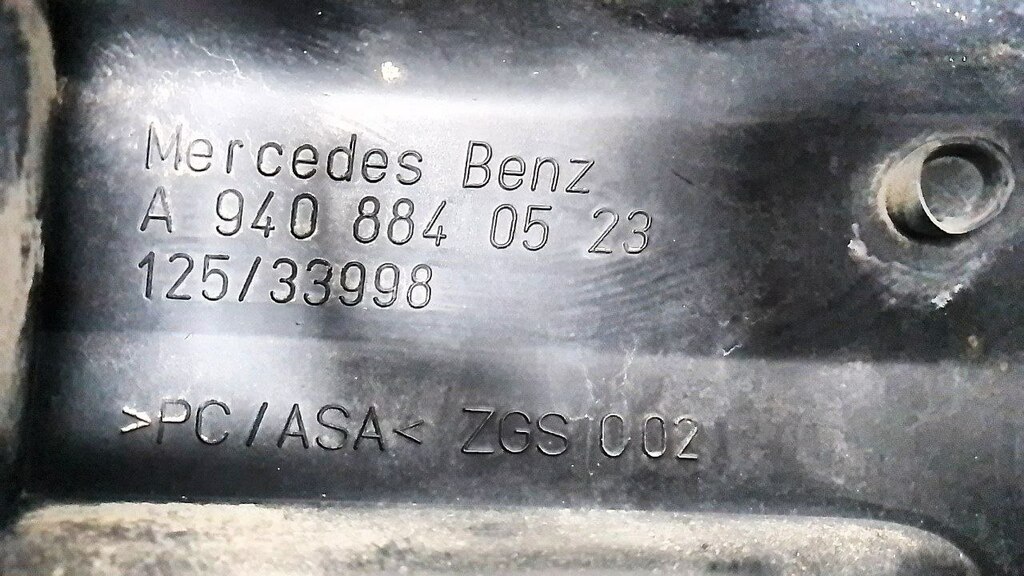 Mercedes Benz
A 940 884 05 23
125/33998
>PC/ASA< ZGS 002